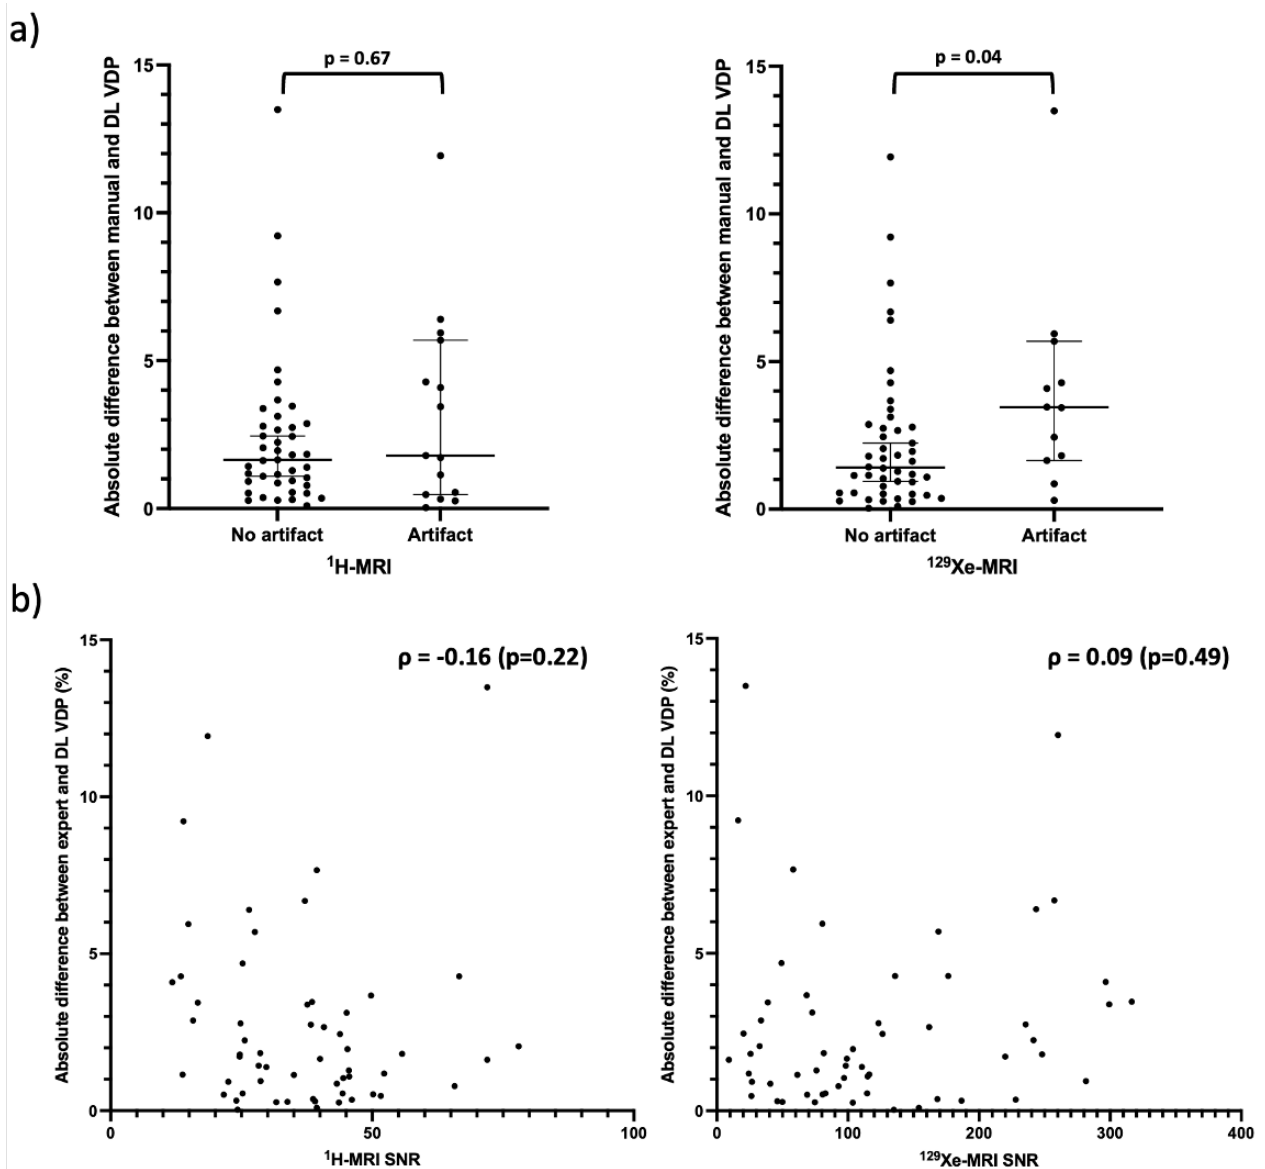 a)
p = 0.67
Absolute difference between manual and DL VDP
15
10
5
0
No artifact Artifact
¹H-MRI
p = 0.04
Absolute difference between manual and DL VDP
15
10
5
0
No artifact Artifact
¹²⁹Xe-MRI
b)
ρ = -0.16 (p=0.22)
Absolute difference between expert and DL VDP (%)
15
10
5
0
0 50 100
¹H-MRI SNR
ρ = 0.09 (p=0.49)
Absolute difference between expert and DL VDP (%)
15
10
5
0
0 100 200 300 400
¹²⁹Xe-MRI SNR